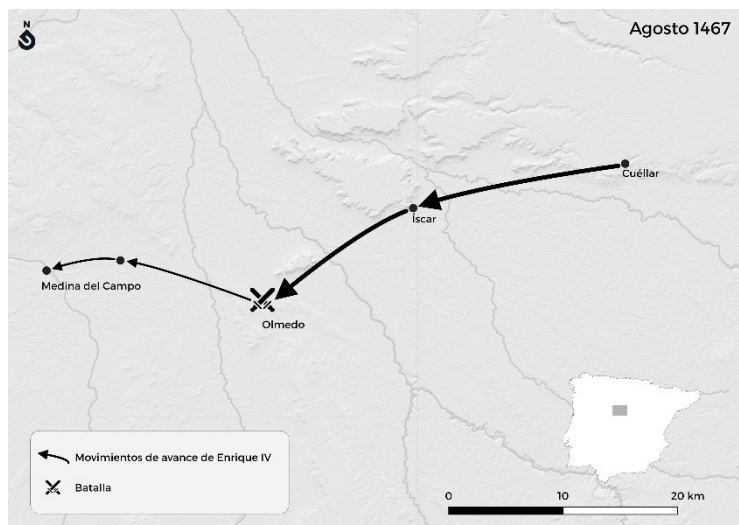 N
Agosto 1467
Cuéllar
Íscar
Medina del Campo
Olmedo
Movimientos de avance de Enrique IV
Batalla
0 10 20 km